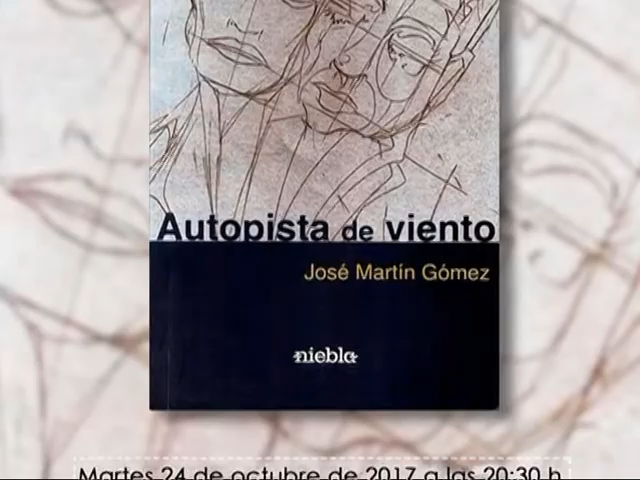 Autopista de viento
José Martín Gómez
niebla
Martes 24 de octubre de 2017 a las 20:30 h